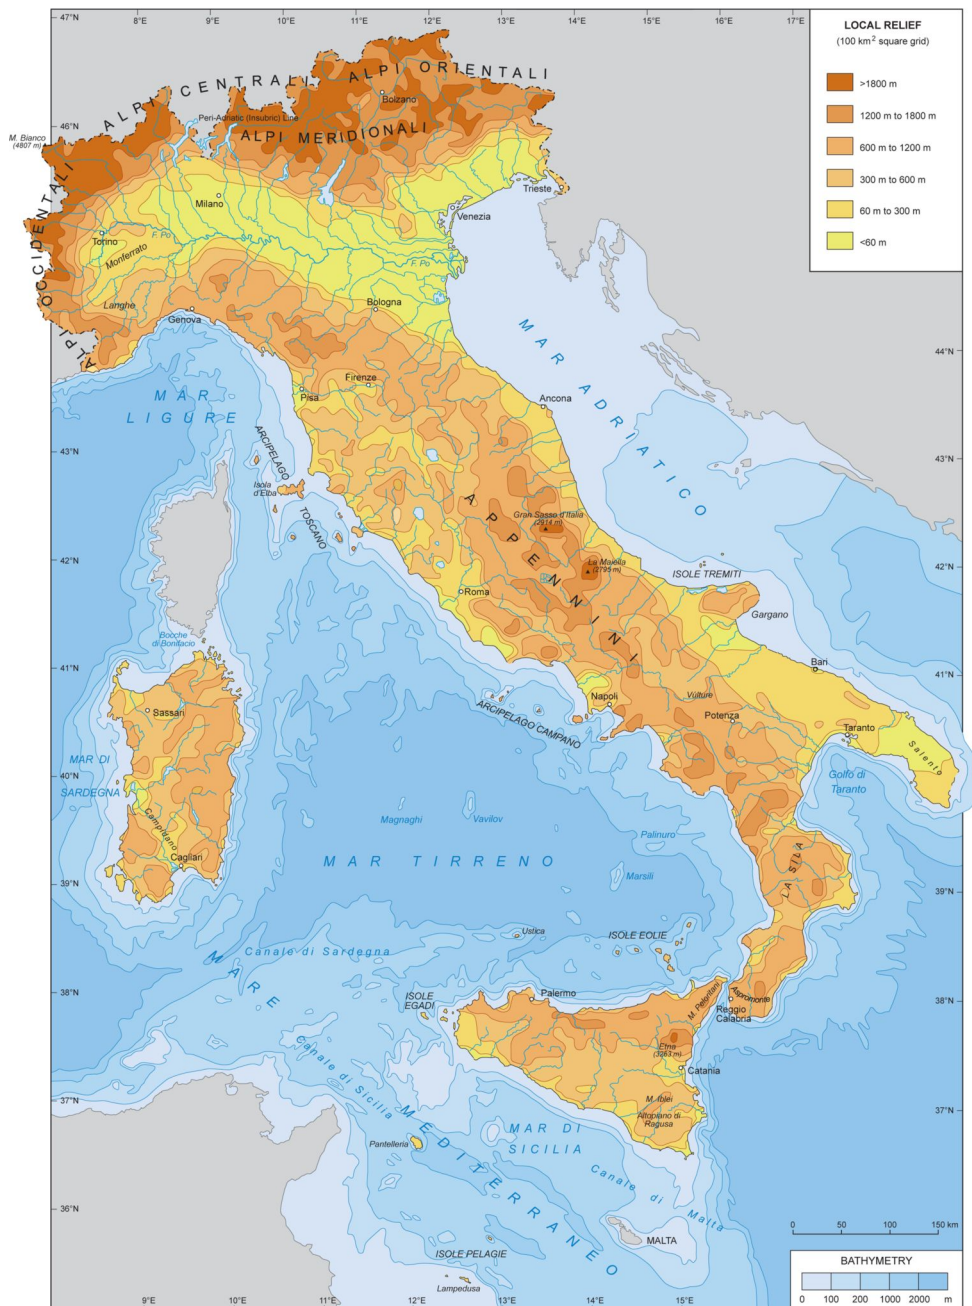 47°N
8°E
9°E
10°E
11°E
12°E
13°E
14°E
15°E
16°E
17°E
LOCAL RELIEF
(100 km² square grid)
>1800 m
1200 m to 1800 m
600 m to 1200 m
300 m to 600 m
60 m to 300 m
<60 m
ALPI CENTRALI
ALPI ORIENTALI
Bolzano
Peri-Adriatic (Insubric) Line
46°N
ALPI MERIDIONALI
M. Bianco
(4807 m)
ALPI OCCIDENTALI
Trieste
Milano
Venezia
Torino
F. Po
Monferrato
F. Po
Langhe
Bologna
Genova
MAR ADRIATICO
44°N
44°N
Firenze
Pisa
MAR
LIGURE
Ancona
43°N
43°N
ARCIPELAGO
TOSCANO
Isola
d'Elba
APPENNINI
Gran Sasso d'Italia
(2914 m)
La Maiella
(2795 m)
42°N
42°N
ISOLE TREMITI
Roma
Gargano
Bocche
di Bonifacio
41°N
41°N
Bari
Napoli
Vulture
Sassari
ARCIPELAGO CAMPANO
Potenza
Taranto
Salento
MAR DI
SARDEGNA
40°N
40°N
Golfo di
Taranto
Campidano
Magnaghi
Vavilov
Palinuro
Cagliari
MAR TIRRENO
Marsili
LA SILA
39°N
39°N
Ustica
ISOLE EOLIE
Canale di Sardegna
MARE
MEDITERRANEO
38°N
38°N
ISOLE
EGADI
Palermo
M. Peloritani
Aspromonte
Reggio
Calabria
Etna
(3263 m)
Catania
Canale di Sicilia
37°N
37°N
M. Iblei
Altopiano di
Ragusa
MAR DI
SICILIA
Pantelleria
Canale di Malta
36°N
MALTA
0 50 100 150 km
ISOLE PELAGIE
Lampedusa
BATHYMETRY
0 100 200 1000 2000 m
9°E
10°E
11°E
12°E
13°E
14°E
15°E